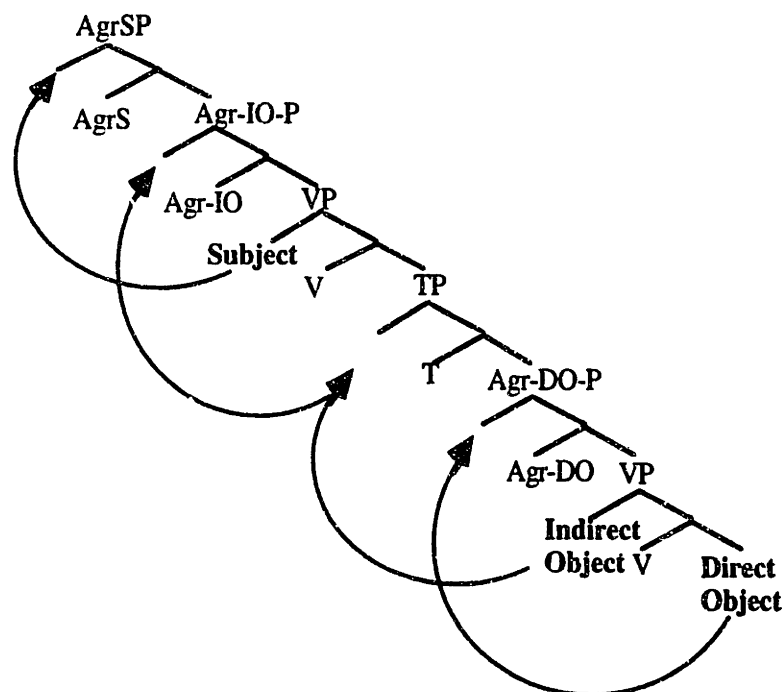 AgrSP
AgrS
Agr-IO-P
Agr-IO
VP
Subject
V
TP
T
Agr-DO-P
Agr-DO
VP
Indirect
Object
V
Direct
Object